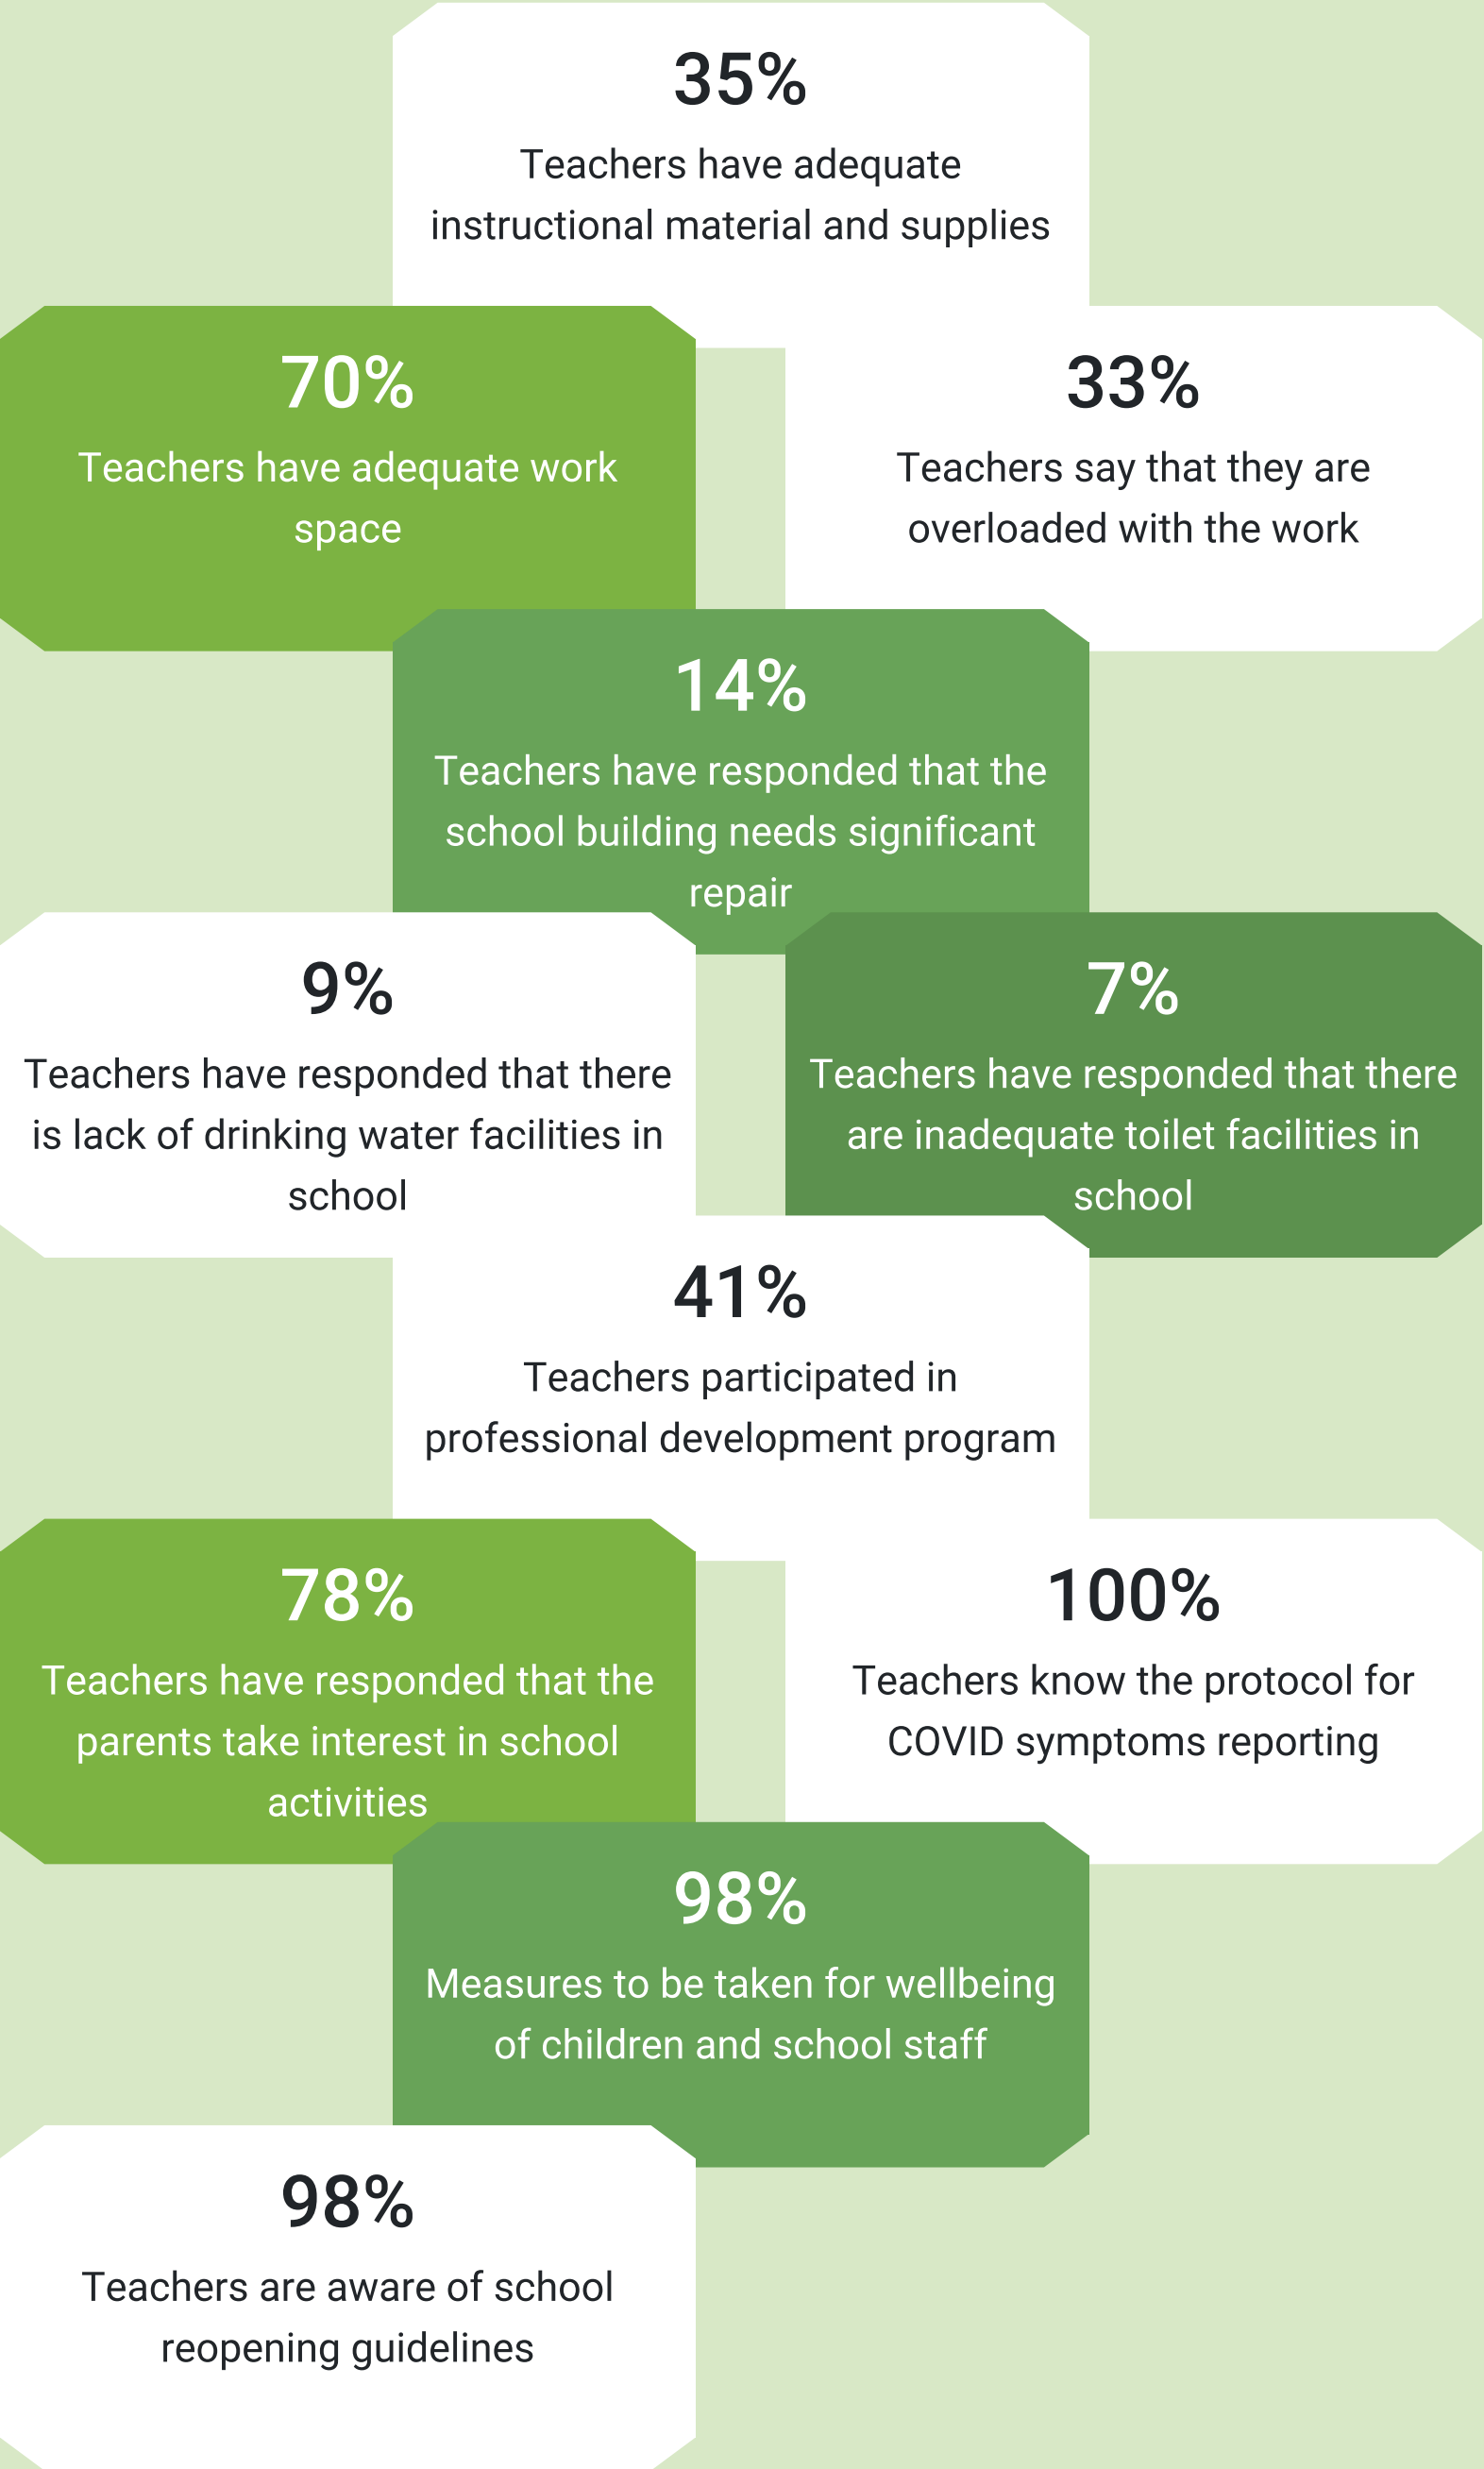 35%
Teachers have adequate
instructional material and supplies
70%
Teachers have adequate work
space
33%
Teachers say that they are
overloaded with the work
14%
Teachers have responded that the
school building needs significant
repair
9%
Teachers have responded that there
is lack of drinking water facilities in
school
7%
Teachers have responded that there
are inadequate toilet facilities in
school
41%
Teachers participated in
professional development program
78%
Teachers have responded that the
parents take interest in school
activities
100%
Teachers know the protocol for
COVID symptoms reporting
98%
Measures to be taken for wellbeing
of children and school staff
98%
Teachers are aware of school
reopening guidelines